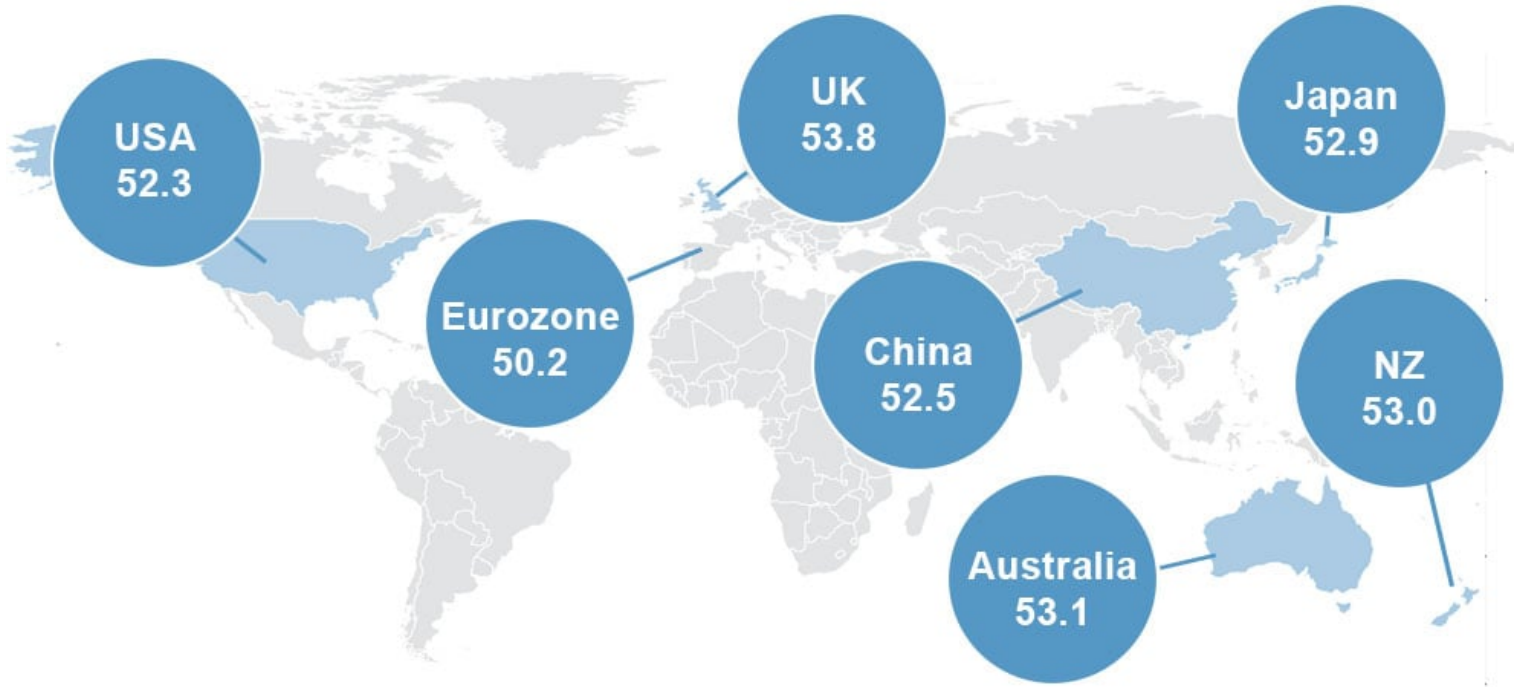 USA
52.3
UK
53.8
Japan
52.9
Eurozone
50.2
China
52.5
NZ
53.0
Australia
53.1